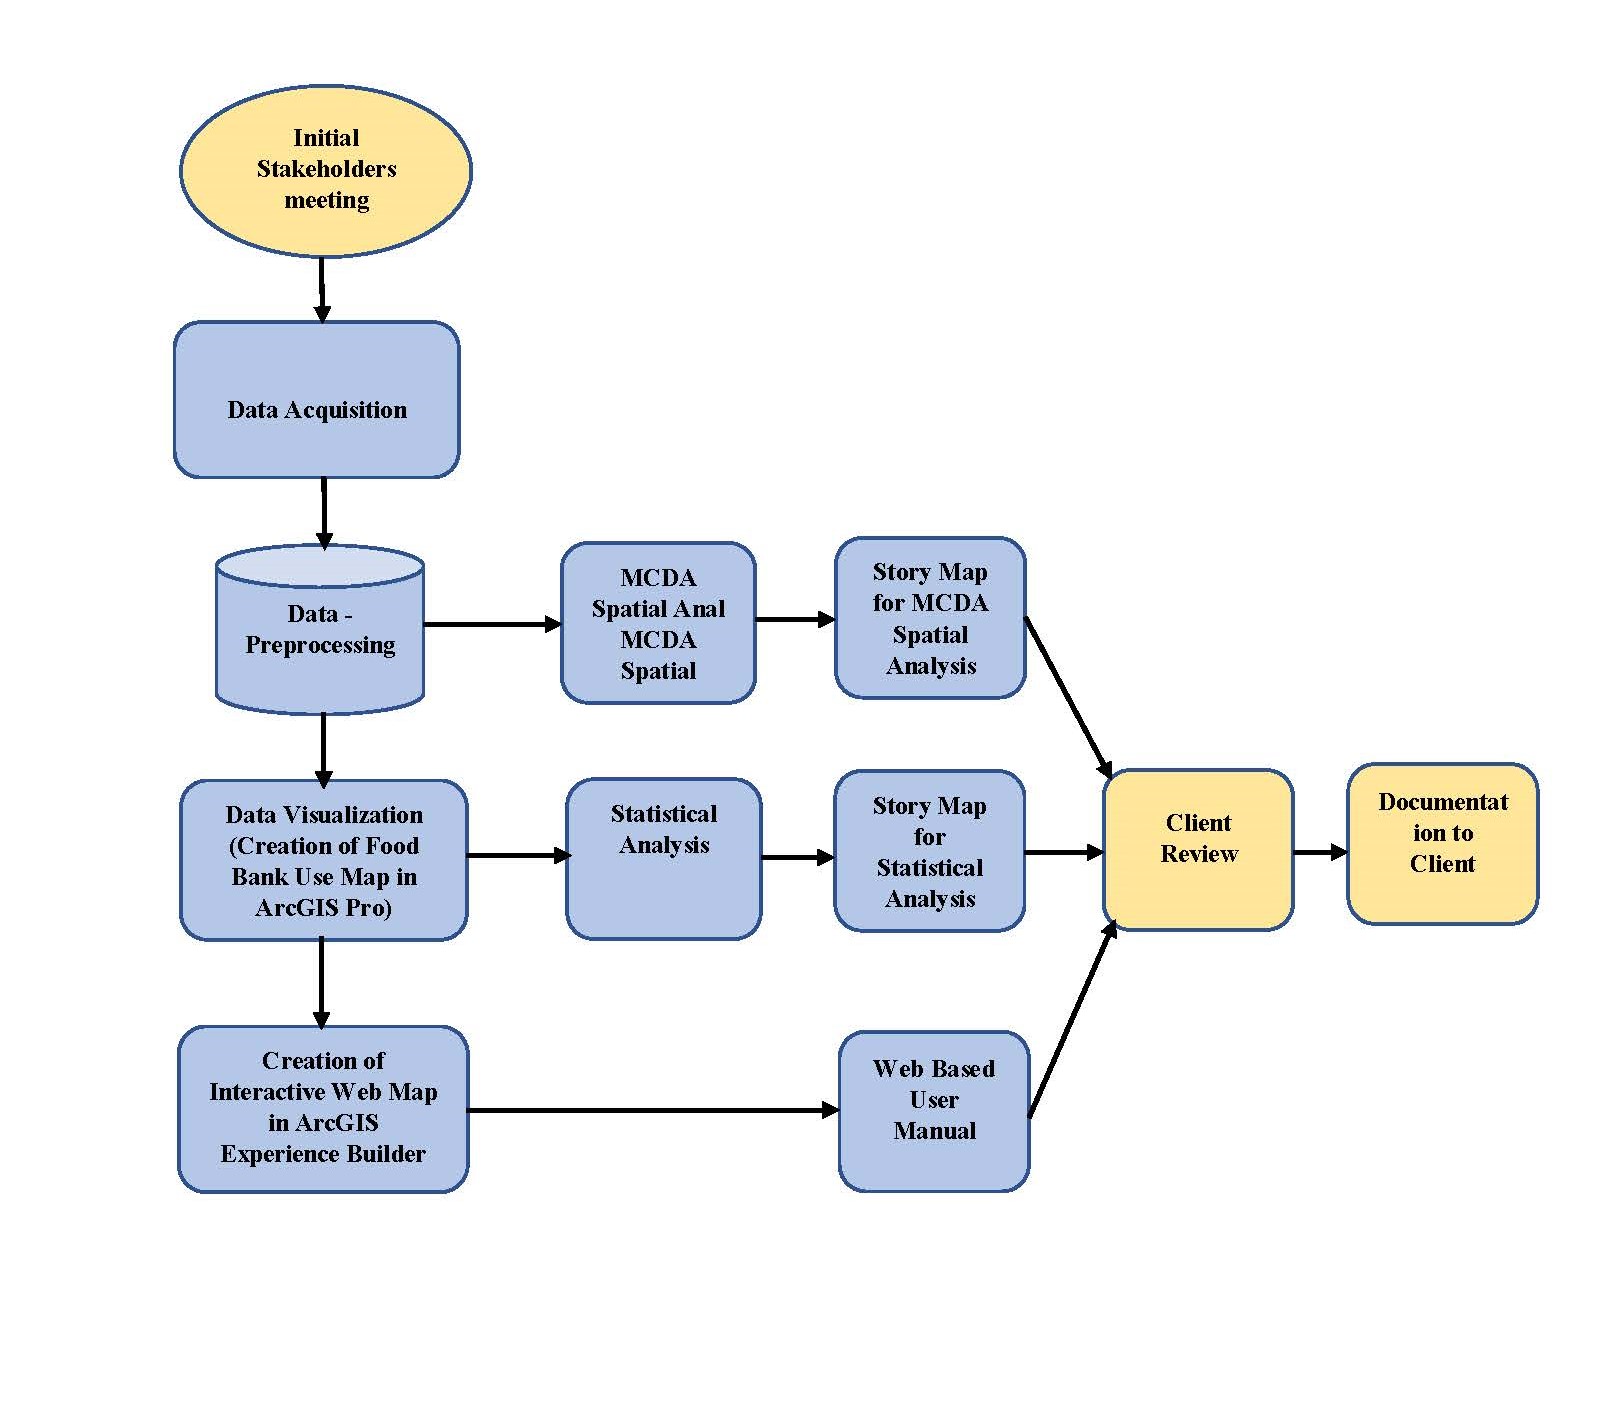 Initial
Stakeholders
meeting
Data Acquisition
Data -
Preprocessing
MCDA
Spatial Anal
MCDA
Spatial
Story Map
for MCDA
Spatial
Analysis
Data Visualization
(Creation of Food
Bank Use Map in
ArcGIS Pro)
Statistical
Analysis
Story Map
for
Statistical
Analysis
Client
Review
Documentat
ion to
Client
Creation of
Interactive Web Map
in ArcGIS
Experience Builder
Web Based
User
Manual